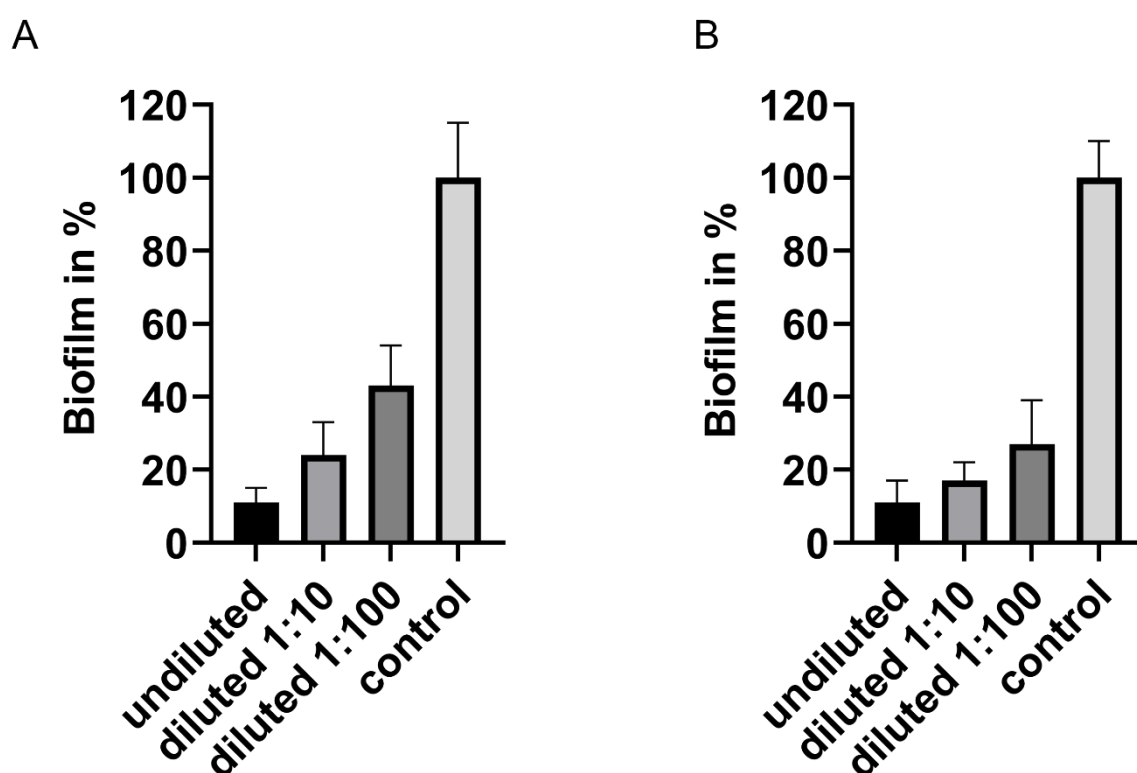 A
Biofilm in %
120
100
80
60
40
20
0
undiluted
diluted 1:10
diluted 1:100
control
B
Biofilm in %
120
100
80
60
40
20
0
undiluted
diluted 1:10
diluted 1:100
control